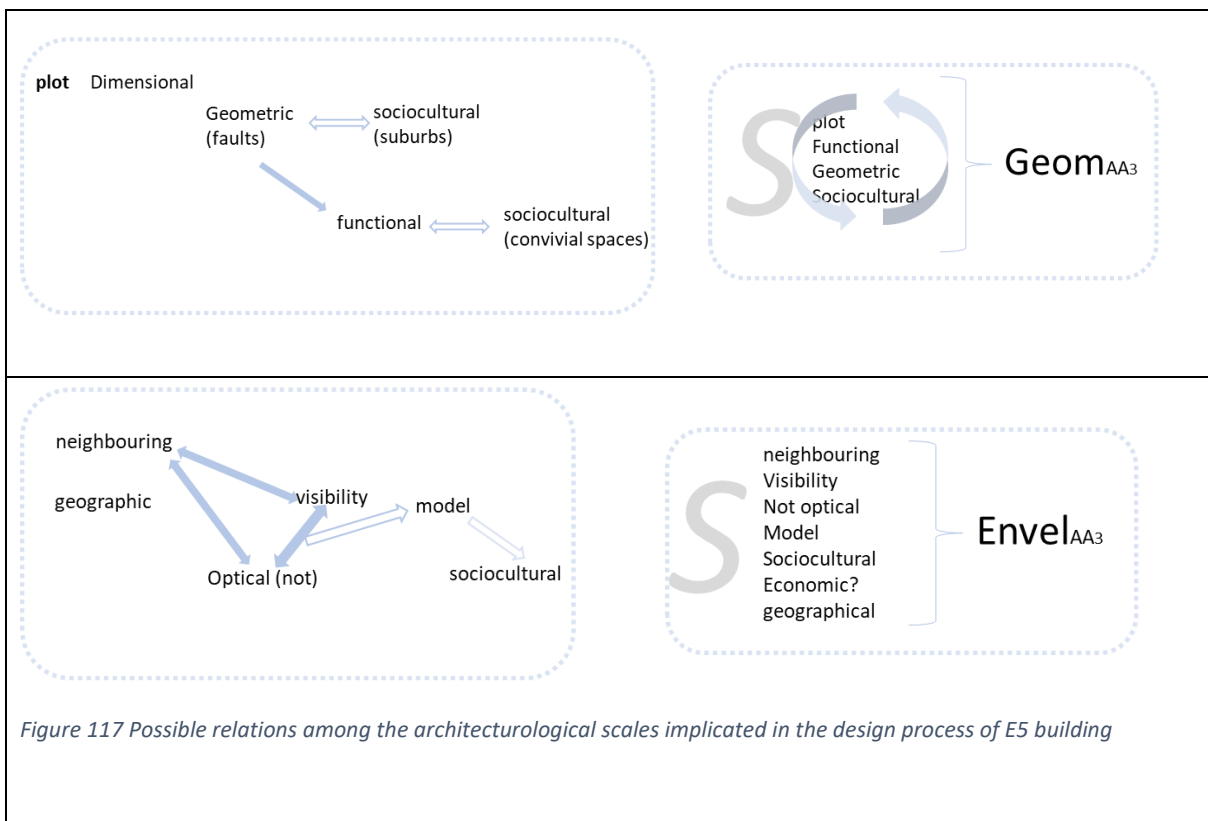 plot Dimensional
Geometric
(faults)
sociocultural
(suburbs)
functional
sociocultural
(convivial spaces)
S
plot
Functional
Geometric
Sociocultural
GeomAA3
neighbouring
geographic
visibility
model
Optical (not)
sociocultural
S
neighbouring
Visibility
Not optical
Model
Sociocultural
Economic?
geographical
EnvelAA3
Figure 117 Possible relations among the architecturological scales implicated in the design process of E5 building